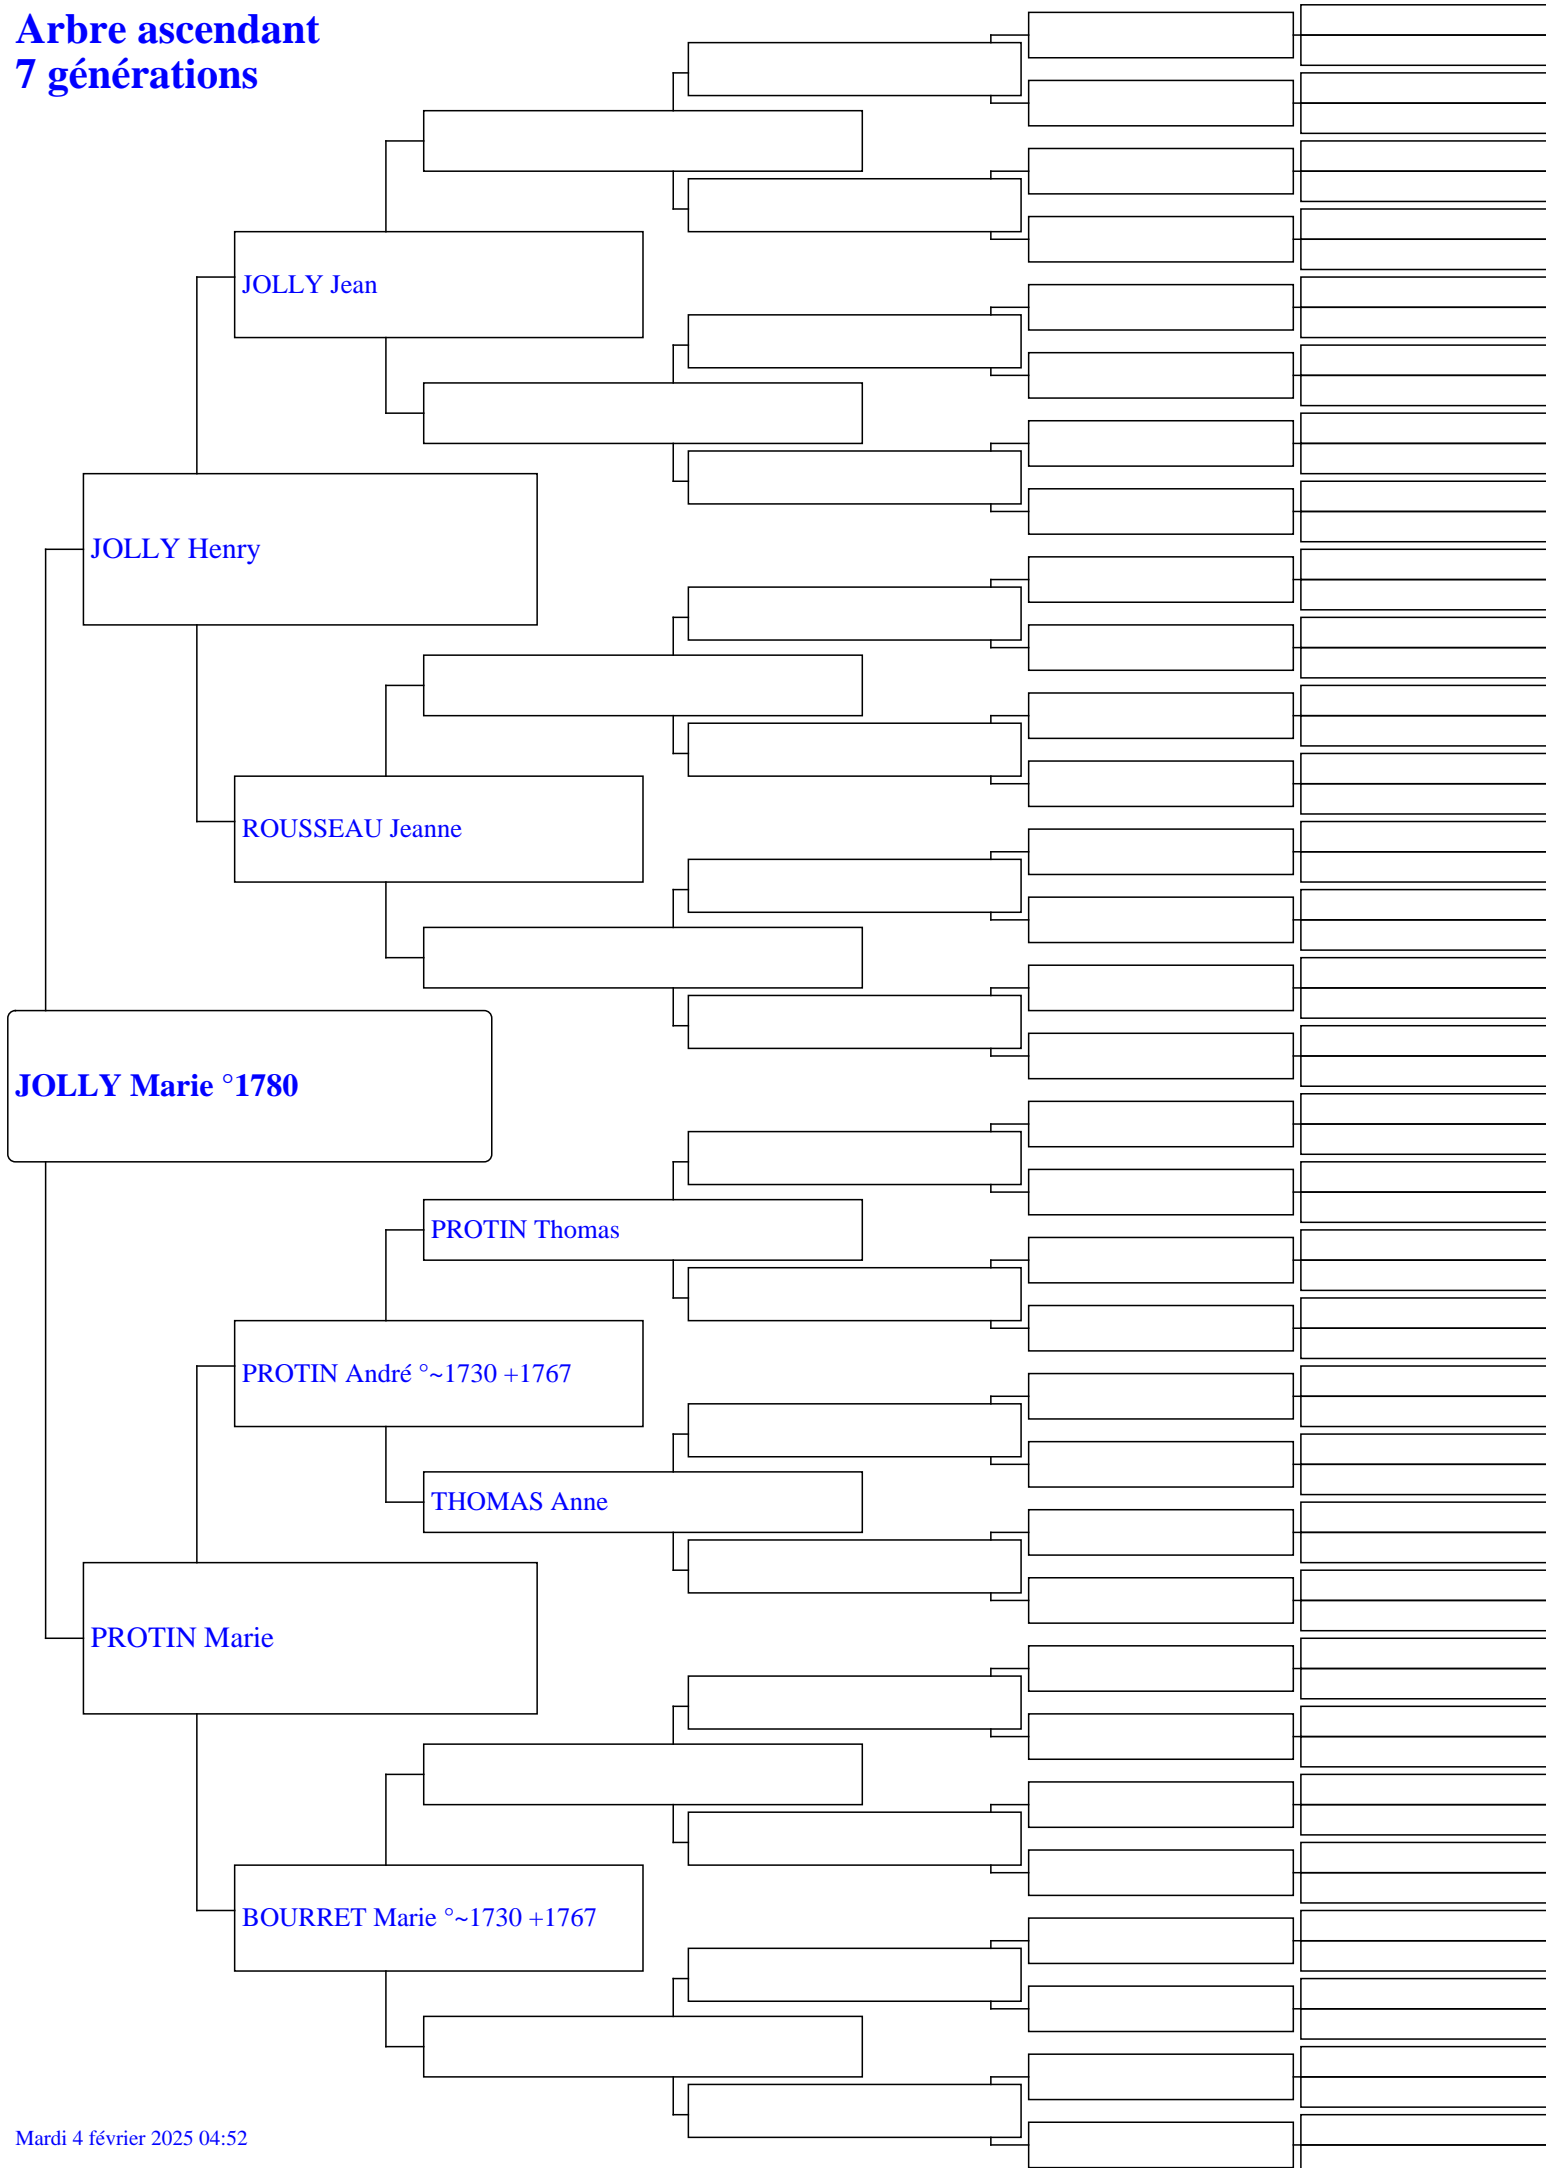 Arbre ascendant
7 générations
JOLLY Jean
JOLLY Henry
ROUSSEAU Jeanne
JOLLY Marie °1780
PROTIN Thomas
PROTIN André °~1730 +1767
THOMAS Anne
PROTIN Marie
BOURRET Marie °~1730 +1767
Mardi 4 février 2025 04:52